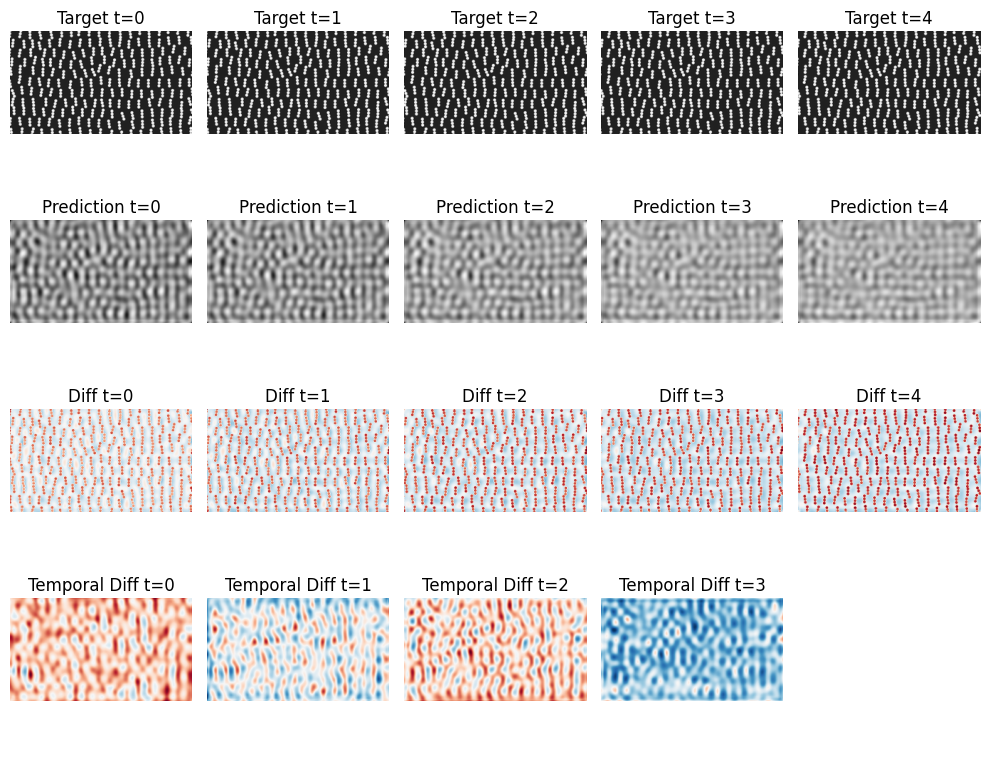 Target t=0 Target t=1 Target t=2 Target t=3 Target t=4
Prediction t=0 Prediction t=1 Prediction t=2 Prediction t=3 Prediction t=4
Diff t=0 Diff t=1 Diff t=2 Diff t=3 Diff t=4
Temporal Diff t=0 Temporal Diff t=1 Temporal Diff t=2 Temporal Diff t=3